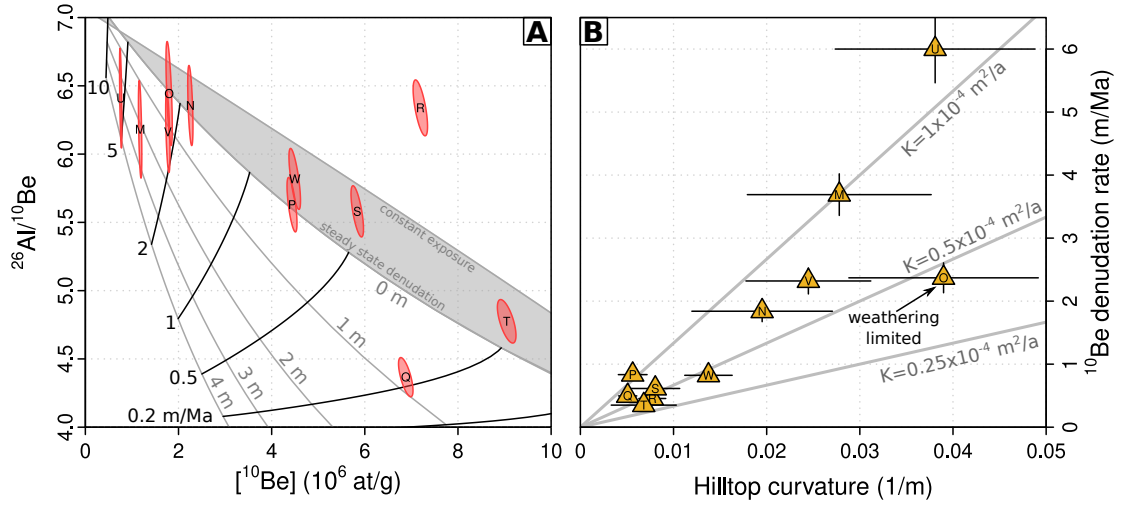 A
7.0
6.5
6.0
5.5
5.0
4.5
4.0
²⁶Al/¹⁰Be
0
2
4
6
8
10
[¹⁰Be] (10⁶ at/g)
10
5
2
1
0.5
0.2 m/Ma
4 m
3 m
2 m
1 m
0 m
constant exposure
steady state denudation
U
M
O
V
N
W
P
S
R
T
Q
B
0
0.01
0.02
0.03
0.04
0.05
Hilltop curvature (1/m)
6
5
4
3
2
1
0
¹⁰Be denudation rate (m/Ma)
K=1x10⁻⁴ m²/a
K=0.5x10⁻⁴ m²/a
K=0.25x10⁻⁴ m²/a
weathering
limited
U
M
V
O
N
P
W
S
Q
R
T